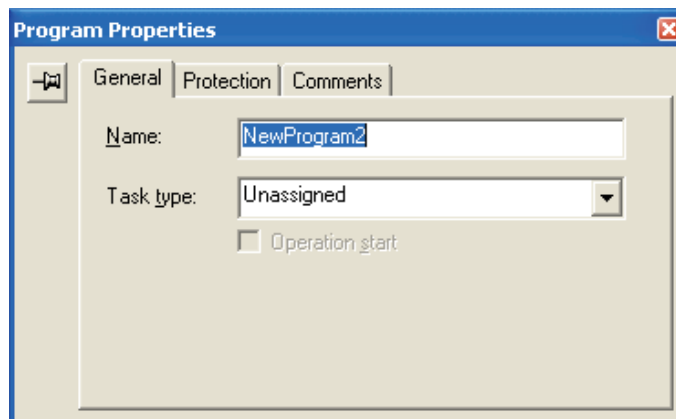 Program Properties
General Protection Comments
Name: NewProgram2
Task type: Unassigned
Operation start